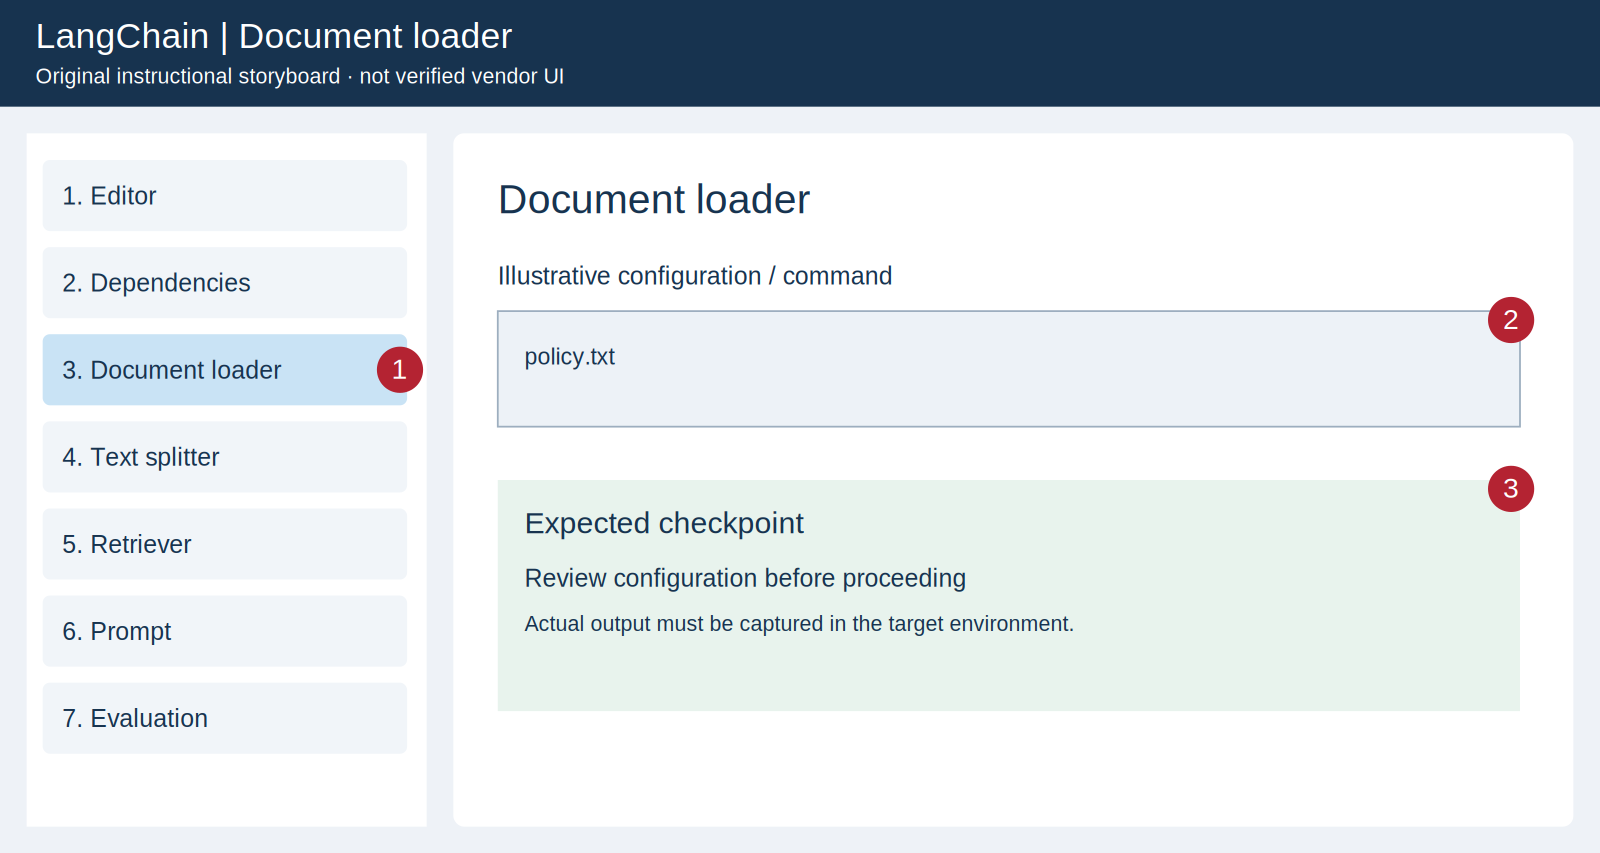 LangChain | Document loader
Original instructional storyboard · not verified vendor UI
1. Editor
2. Dependencies
3. Document loader
1
4. Text splitter
5. Retriever
6. Prompt
7. Evaluation
Document loader
Illustrative configuration / command
2
policy.txt
3
Expected checkpoint
Review configuration before proceeding
Actual output must be captured in the target environment.